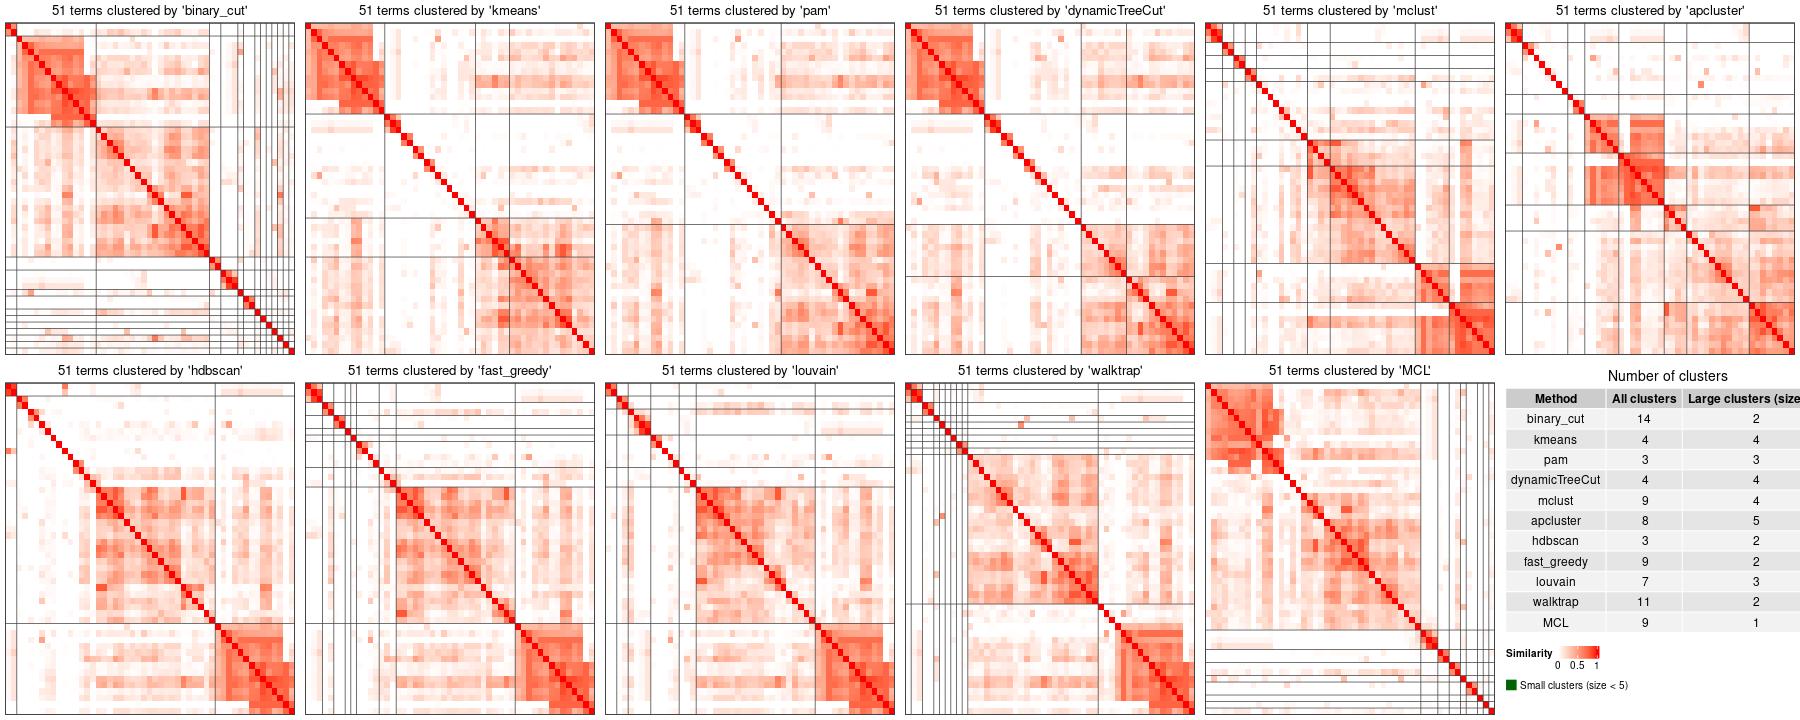 51 terms clustered by 'binary_cut'
51 terms clustered by 'kmeans'
51 terms clustered by 'pam'
51 terms clustered by 'dynamicTreeCut'
51 terms clustered by 'mclust'
51 terms clustered by 'apcluster'
51 terms clustered by 'hdbscan'
51 terms clustered by 'fast_greedy'
51 terms clustered by 'louvain'
51 terms clustered by 'walktrap'
51 terms clustered by 'MCL'
Number of clusters
Method All clusters Large clusters (size
binary_cut 14 2
kmeans 4 4
pam 3 3
dynamicTreeCut 4 4
mclust 9 4
apcluster 8 5
hdbscan 3 2
fast_greedy 9 2
louvain 7 3
walktrap 11 2
MCL 9 1
Similarity
0 0.5 1
Small clusters (size < 5)